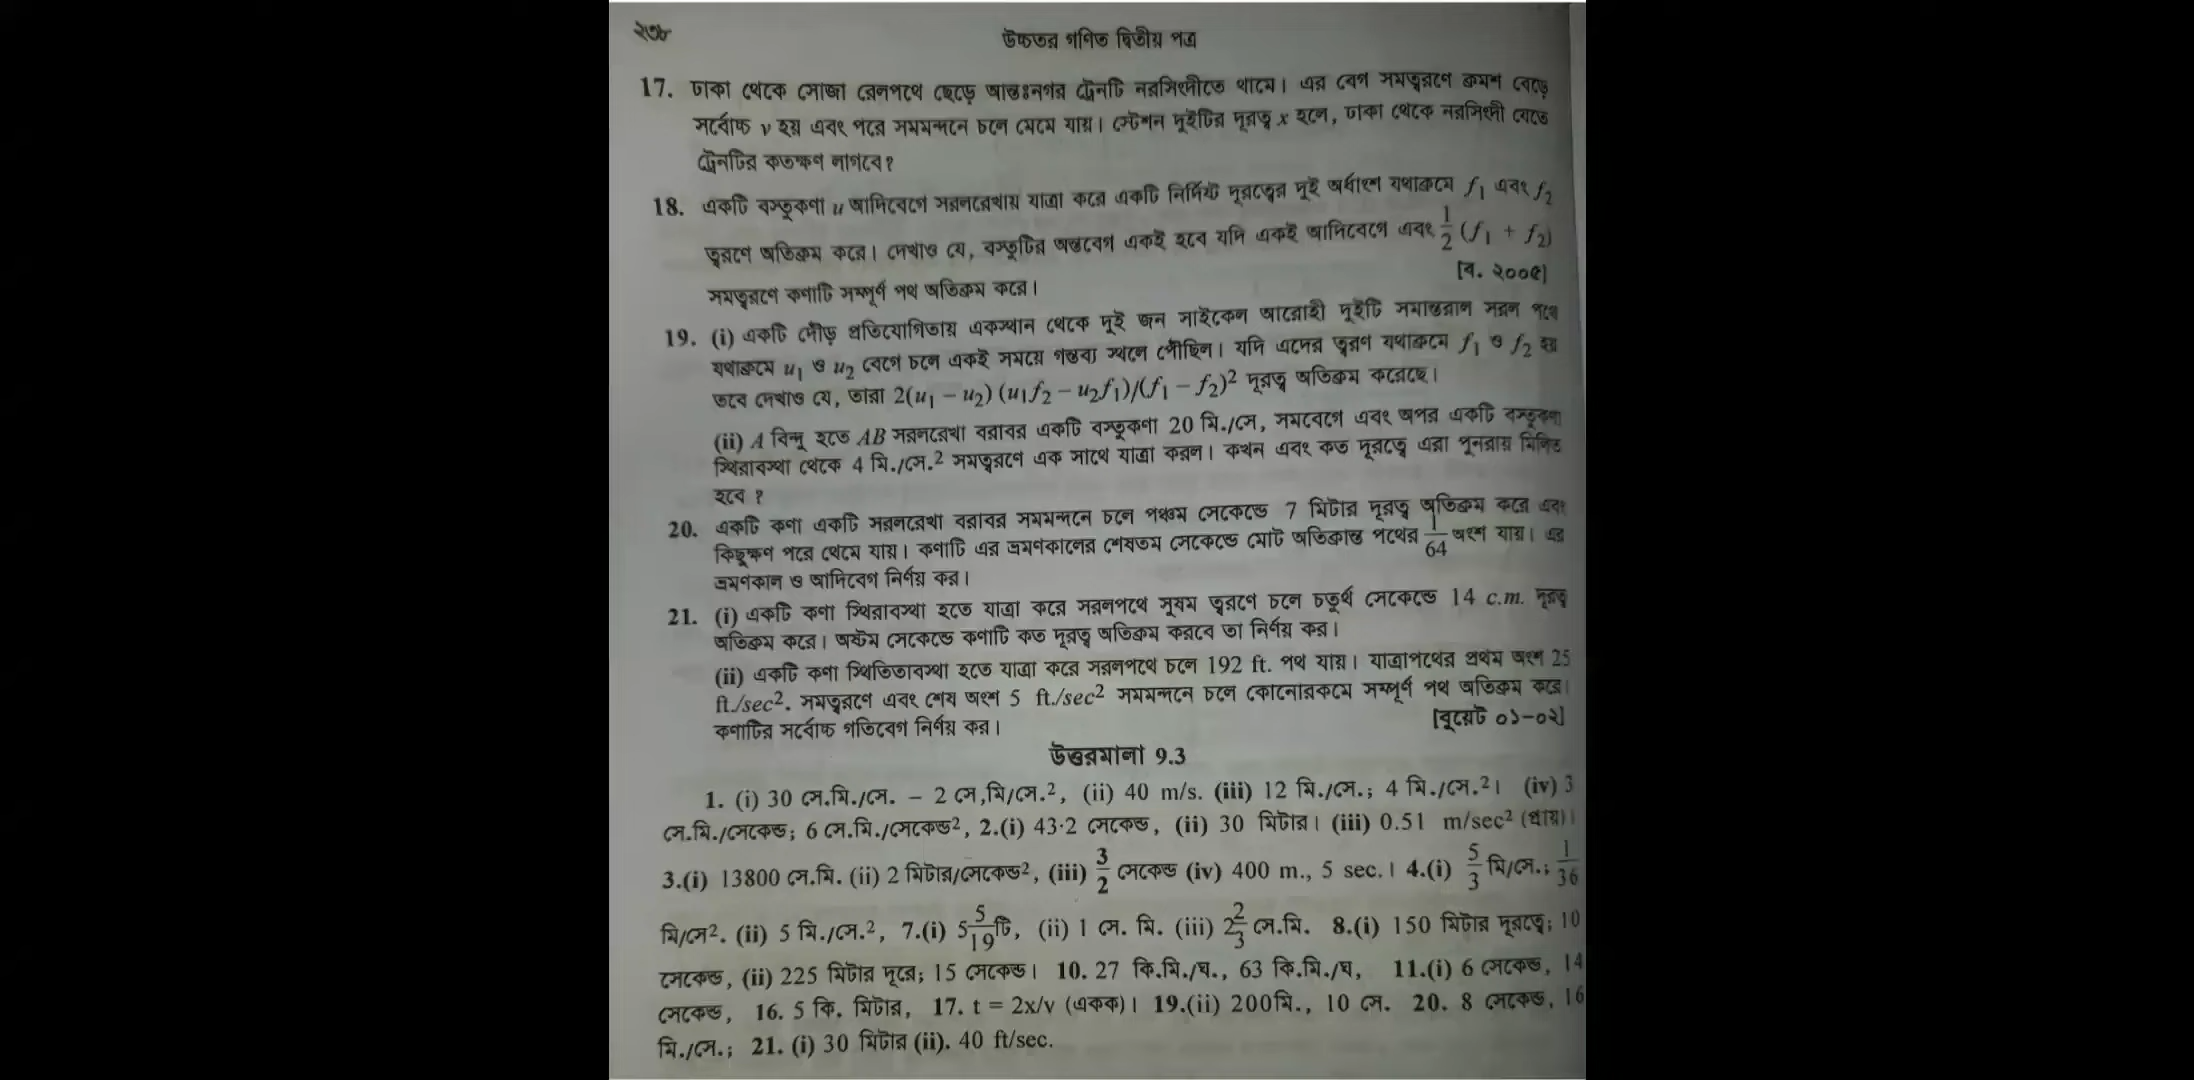 ২৩৮
উচ্চতর গণিত দ্বিতীয় পত্র
17. ঢাকা থেকে সোজা রেলপথে ছেড়ে আন্তঃনগর ট্রেনটি নরসিংদীতে থামে। এর বেগ সমত্বরণে ক্রমশ বেড়ে
সর্বোচ্চ v হয় এবং পরে সমমন্দনে চলে থেমে যায়। স্টেশন দুইটির দূরত্ব x হলে, ঢাকা থেকে নরসিংদী যেতে
ট্রেনটির কতক্ষণ লাগবে?
18. একটি বস্তুকণা u আদিবেগে সরলরেখায় যাত্রা করে একটি নির্দিষ্ট দূরত্বের দুই অর্ধাংশ যথাক্রমে f₁ এবং f₂
ত্বরণে অতিক্রম করে। দেখাও যে, বস্তুটির অন্তবেগ একই হবে যদি একই আদিবেগে এবং 1/2 (f₁ + f₂)
সমত্বরণে কণাটি সম্পূর্ণ পথ অতিক্রম করে। [ব. ২০০৫]
19. (i) একটি দৌড় প্রতিযোগিতায় একস্থান থেকে দুই জন সাইকেল আরোহী দুইটি সমান্তরাল সরল পথে
যথাক্রমে u₁ ও u₂ বেগে চলে একই সময়ে গন্তব্য স্থলে পৌঁছিল। যদি এদের ত্বরণ যথাক্রমে f₁ ও f₂ হয়
তবে দেখাও যে, তারা 2(u₁ – u₂) (u₁f₂ – u₂f₁)/(f₁ – f₂)² দূরত্ব অতিক্রম করেছে।
(ii) A বিন্দু হতে AB সরলরেখা বরাবর একটি বস্তুকণা 20 মি./সে, সমবেগে এবং অপর একটি বস্তুকণা
স্থিরাবস্থা থেকে 4 মি./সে.² সমত্বরণে এক সাথে যাত্রা করল। কখন এবং কত দূরত্বে এরা পুনরায় মিলিত
হবে ?
20. একটি কণা একটি সরলরেখা বরাবর সমমন্দনে চলে পঞ্চম সেকেন্ডে 7 মিটার দূরত্ব অতিক্রম করে এবং
কিছুক্ষণ পরে থেমে যায়। কণাটি এর ভ্রমণকালের শেষতম সেকেন্ডে মোট অতিক্রান্ত পথের 1/64 অংশ যায়। এর
ভ্রমণকাল ও আদিবেগ নির্ণয় কর।
21. (i) একটি কণা স্থিরাবস্থা হতে যাত্রা করে সরলপথে সুষম ত্বরণে চলে চতুর্থ সেকেন্ডে 14 c.m. দূরত্ব
অতিক্রম করে। অষ্টম সেকেন্ডে কণাটি কত দূরত্ব অতিক্রম করবে তা নির্ণয় কর।
(ii) একটি কণা স্থিতিতাবস্থা হতে যাত্রা করে সরলপথে চলে 192 ft. পথ যায়। যাত্রাপথের প্রথম অংশ 25
ft./sec². সমত্বরণে এবং শেষ অংশ 5 ft./sec² সমমন্দনে চলে কোনোরকমে সম্পূর্ণ পথ অতিক্রম করে।
কণাটির সর্বোচ্চ গতিবেগ নির্ণয় কর। [বুয়েট ০১–০২]
উত্তরমালা 9.3
1. (i) 30 সে.মি./সে. – 2 সে,মি/সে.², (ii) 40 m/s. (iii) 12 মি./সে.; 4 মি./সে.²। (iv) 3
সে.মি./সেকেন্ড; 6 সে.মি./সেকেন্ড², 2.(i) 43·2 সেকেন্ড, (ii) 30 মিটার। (iii) 0.51 m/sec² (প্রায়)।
3.(i) 13800 সে.মি. (ii) 2 মিটার/সেকেন্ড², (iii) 3/2 সেকেন্ড (iv) 400 m., 5 sec.। 4.(i) 5/3 মি/সে.; 1/36
মি/সে². (ii) 5 মি./সে.², 7.(i) 5 5/19 টি, (ii) 1 সে. মি. (iii) 2 2/3 সে.মি. 8.(i) 150 মিটার দূরত্বে; 10
সেকেন্ড, (ii) 225 মিটার দূরে; 15 সেকেন্ড। 10. 27 কি.মি./ঘ., 63 কি.মি./ঘ, 11.(i) 6 সেকেন্ড, 14
সেকেন্ড, 16. 5 কি. মিটার, 17. t = 2x/v (একক)। 19.(ii) 200মি., 10 সে. 20. 8 সেকেন্ড, 16
মি./সে.; 21. (i) 30 মিটার (ii). 40 ft/sec.